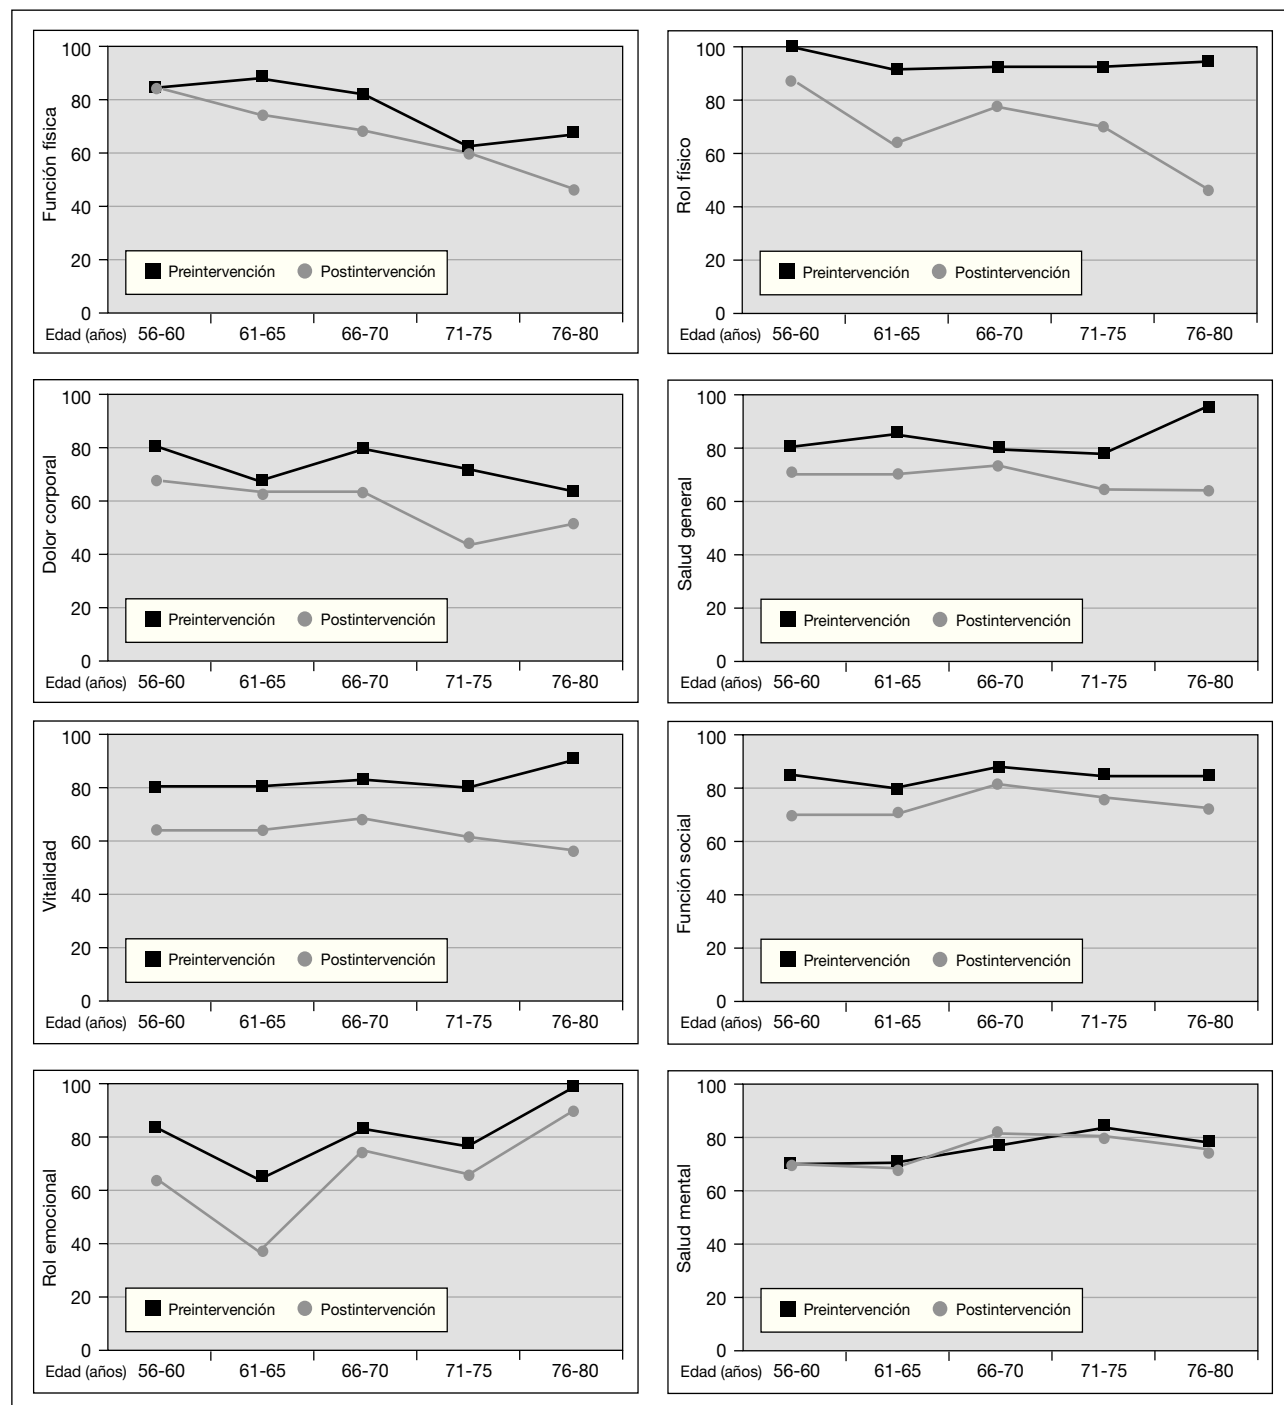 Función física
100
80
60
40
20
0
Preintervención Postintervención
Edad (años) 56-60 61-65 66-70 71-75 76-80
Rol físico
100
80
60
40
20
0
Preintervención Postintervención
Edad (años) 56-60 61-65 66-70 71-75 76-80
Dolor corporal
100
80
60
40
20
0
Preintervención Postintervención
Edad (años) 56-60 61-65 66-70 71-75 76-80
Salud general
100
80
60
40
20
0
Preintervención Postintervención
Edad (años) 56-60 61-65 66-70 71-75 76-80
Vitalidad
100
80
60
40
20
0
Preintervención Postintervención
Edad (años) 56-60 61-65 66-70 71-75 76-80
Función social
100
80
60
40
20
0
Preintervención Postintervención
Edad (años) 56-60 61-65 66-70 71-75 76-80
Rol emocional
100
80
60
40
20
0
Preintervención Postintervención
Edad (años) 56-60 61-65 66-70 71-75 76-80
Salud mental
100
80
60
40
20
0
Preintervención Postintervención
Edad (años) 56-60 61-65 66-70 71-75 76-80